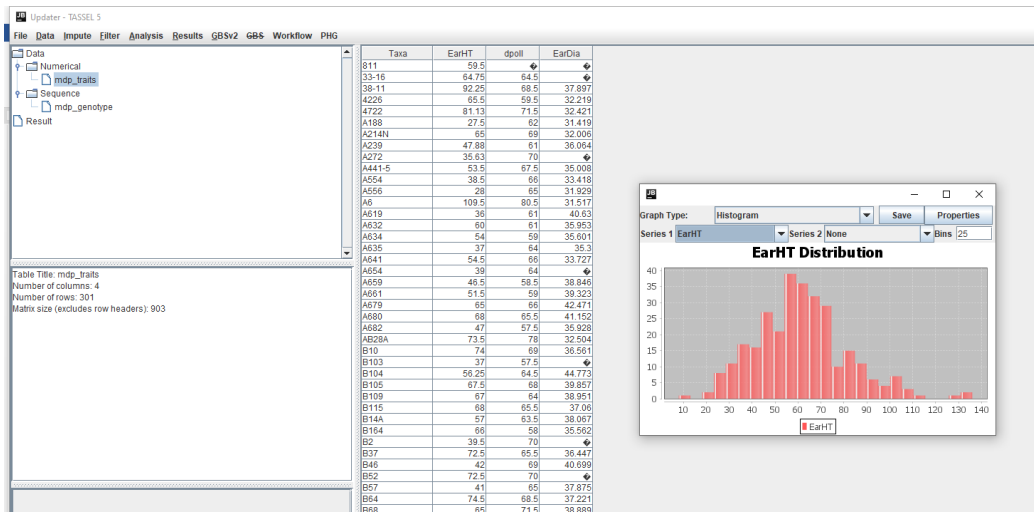 Updater - TASSEL 5
File Data Impute Filter Analysis Results GBSv2 GBS Workflow PHG
Data
Numerical
mdp_traits
Sequence
mdp_genotype
Result
Table Title: mdp_traits
Number of columns: 4
Number of rows: 301
Matrix size (excludes row headers): 903
Taxa EarHT dpoll EarDia
811 59.5 � �
33-16 64.75 64.5 �
38-11 92.25 68.5 37.897
4226 65.5 59.5 32.219
4722 81.13 71.5 32.421
A188 27.5 62 31.419
A214N 65 69 32.006
A239 47.88 61 36.064
A272 35.63 70 �
A441-5 53.5 67.5 35.008
A554 38.5 66 33.418
A556 28 65 31.929
A6 109.5 80.5 31.517
A619 36 61 40.63
A632 60 61 35.953
A634 54 59 35.601
A635 37 64 35.3
A641 54.5 66 33.727
A654 39 64 �
A659 46.5 58.5 38.846
A661 51.5 59 39.323
A679 65 66 42.471
A680 68 65.5 41.152
A682 47 57.5 35.928
AB28A 73.5 78 32.504
B10 74 69 36.561
B103 37 57.5 �
B104 56.25 64.5 44.773
B105 67.5 68 39.857
B109 67 64 38.951
B115 68 65.5 37.06
B14A 57 63.5 38.067
B164 66 58 35.562
B2 39.5 70 �
B37 72.5 65.5 36.447
B46 42 69 40.699
B52 72.5 70 �
B57 41 65 37.875
B64 74.5 68.5 37.221
B68 65 71.5 38.889
Graph Type: Histogram Save Properties
Series 1 EarHT Series 2 None Bins 25
EarHT Distribution
40
35
30
25
20
15
10
5
0
10 20 30 40 50 60 70 80 90 100 110 120 130 140
EarHT